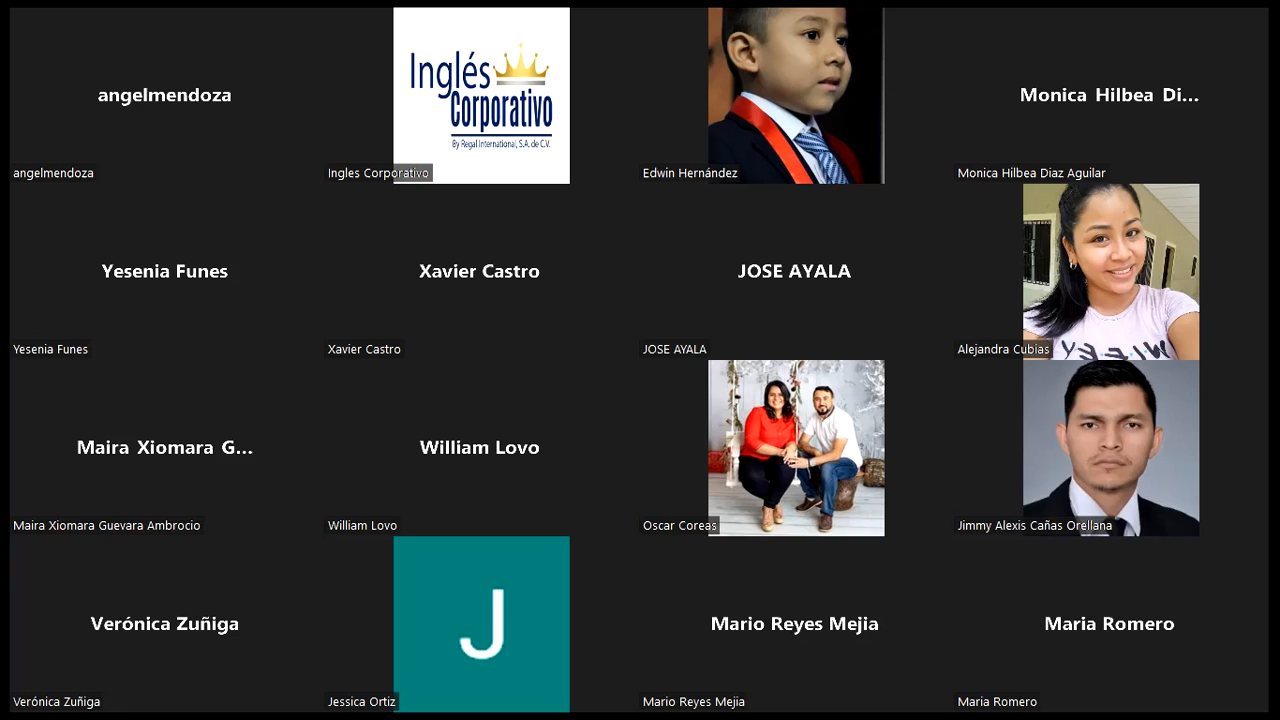 angelmendoza
angelmendoza
Inglés
Corporativo
By Regal International, S.A. de C.V.
Ingles Corporativo
Edwin Hernández
Monica Hilbea Di...
Monica Hilbea Diaz Aguilar
Yesenia Funes
Yesenia Funes
Xavier Castro
Xavier Castro
JOSE AYALA
JOSE AYALA
Alejandra Cubias
Maira Xiomara G...
Maira Xiomara Guevara Ambrocio
William Lovo
William Lovo
Oscar Coreas
Jimmy Alexis Cañas Orellana
Verónica Zuñiga
Verónica Zuñiga
J
Jessica Ortiz
Mario Reyes Mejia
Mario Reyes Mejia
Maria Romero
Maria Romero